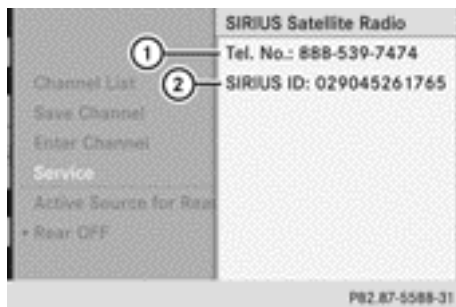 SIRIUS Satellite Radio
① Tel. No.: 888-539-7474
② SIRIUS ID: 029045261765
Channel List
Save Channel
Enter Channel
Service
Active Source for Rear
• Rear OFF
P82.87-5588-31